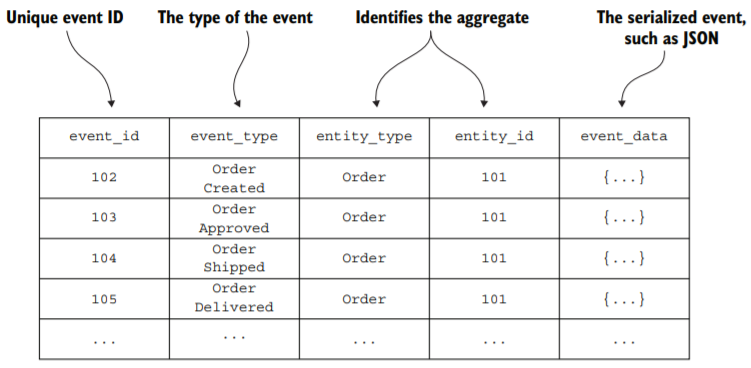 Unique event ID The type of the event Identifies the aggregate The serialized event,
such as JSON
event_id event_type entity_type entity_id event_data
102 Order Created Order 101 {...}
103 Order Approved Order 101 {...}
104 Order Shipped Order 101 {...}
105 Order Delivered Order 101 {...}
... ... ... ... ...